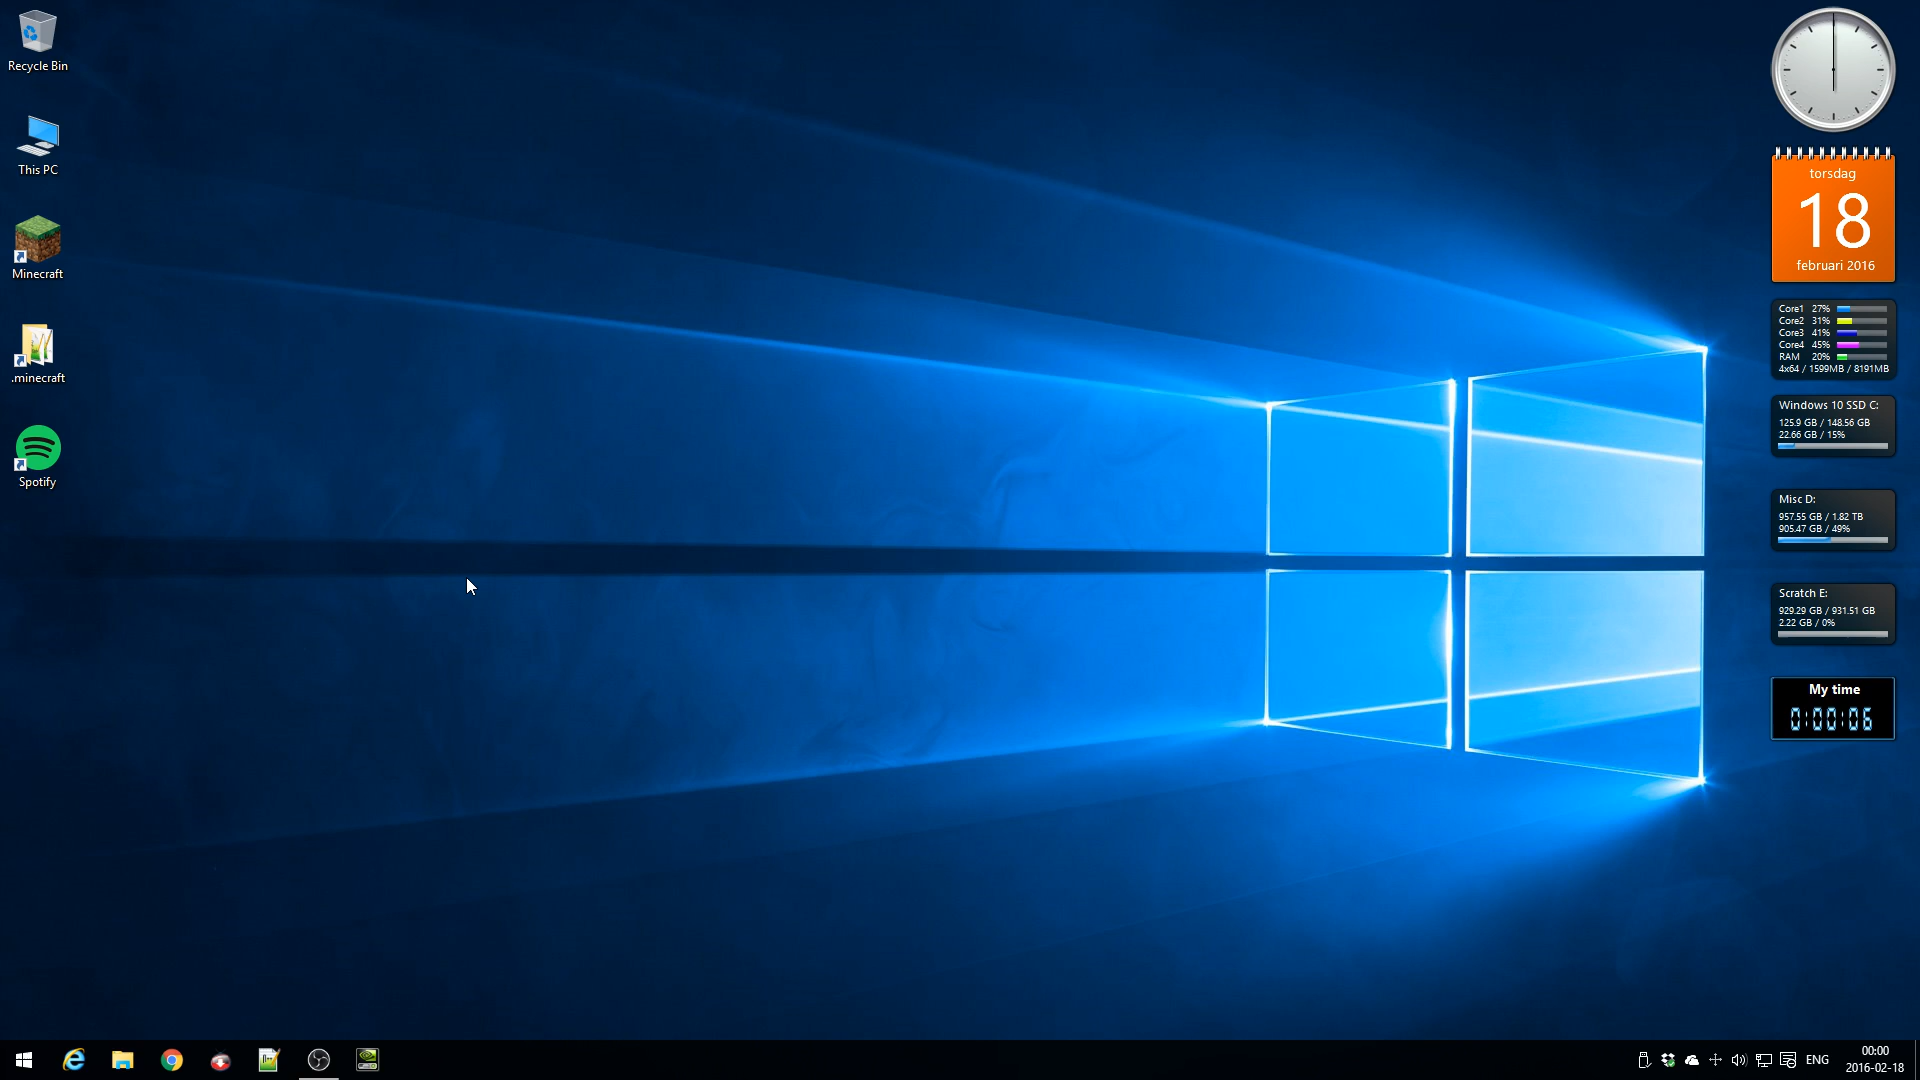 Recycle Bin
This PC
Minecraft
.minecraft
Spotify
torsdag
18
februari 2016
Core1 27%
Core2 31%
Core3 41%
Core4 45%
RAM 20%
4x64 / 1599MB / 8191MB
Windows 10 SSD C:
125.9 GB / 148.56 GB
22.66 GB / 15%
Misc D:
957.55 GB / 1.82 TB
905.47 GB / 49%
Scratch E:
929.29 GB / 931.51 GB
2.22 GB / 0%
My time
0:00:06
ENG
00:00
2016-02-18